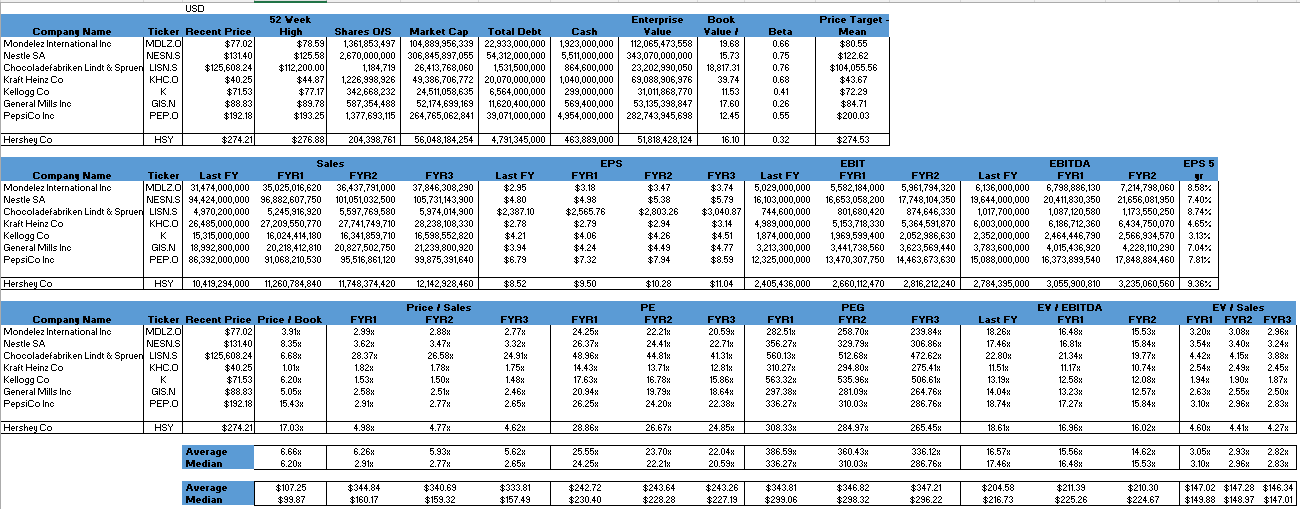 USD
Company Name Ticker Recent Price 52 Week High Shares O/S Market Cap Total Debt Cash Enterprise Value Book Value / Beta Price Target - Mean
Mondelez International Inc MDLZ.O $77.02 $78.59 1,361,853,497 104,889,956,339 22,933,000,000 1,923,000,000 112,065,473,558 19.68 0.66 $80.55
Nestle SA NESN.S $131.40 $125.58 2,670,000,000 306,845,897,055 54,312,000,000 5,511,000,000 343,070,000,000 15.73 0.75 $122.62
Chocoladefabriken Lindt & Spruen LISN.S $125,608.24 $112,200.00 1,184,719 26,413,768,060 1,531,500,000 864,600,000 23,202,990,050 18,817.31 0.76 $104,055.56
Kraft Heinz Co KHC.O $40.25 $44.87 1,226,998,926 49,386,706,772 20,070,000,000 1,040,000,000 69,088,906,976 39.74 0.68 $43.67
Kellogg Co K $71.53 $77.17 342,668,232 24,511,058,635 6,564,000,000 299,000,000 31,011,868,770 11.53 0.41 $72.29
General Mills Inc GIS.N $88.83 $89.78 587,354,488 52,174,699,169 11,620,400,000 569,400,000 53,135,398,847 17.60 0.26 $84.71
PepsiCo Inc PEP.O $192.18 $193.25 1,377,693,115 264,765,062,841 39,071,000,000 4,954,000,000 282,743,945,698 12.45 0.55 $200.03
Hershey Co HSY $274.21 $276.88 204,398,761 56,048,184,254 4,791,345,000 463,889,000 51,818,428,124 16.10 0.32 $274.53
Sales EPS EBIT EBITDA EPS 5 yr
Company Name Ticker Last FY FYR1 FYR2 FYR3 Last FY FYR1 FYR2 FYR3 Last FY FYR1 FYR2 Last FY FYR1 FYR2
Mondelez International Inc MDLZ.O 31,474,000,000 35,025,016,620 36,437,791,000 37,846,308,290 $2.95 $3.18 $3.47 $3.74 5,029,000,000 5,582,184,000 5,961,794,320 6,136,000,000 6,798,886,130 7,214,798,060 8.58%
Nestle SA NESN.S 94,424,000,000 96,882,607,750 101,051,032,500 105,731,143,900 $4.80 $4.98 $5.38 $5.79 16,103,000,000 16,653,058,200 17,748,104,350 19,644,000,000 20,411,830,350 21,656,081,950 7.40%
Chocoladefabriken Lindt & Spruen LISN.S 4,970,200,000 5,245,916,920 5,597,769,580 5,974,014,900 $2,387.10 $2,565.76 $2,803.26 $3,040.87 744,600,000 801,680,420 874,646,330 1,017,700,000 1,087,120,580 1,173,550,250 8.74%
Kraft Heinz Co KHC.O 26,485,000,000 27,209,550,770 27,741,749,710 28,238,108,330 $2.78 $2.79 $2.94 $3.14 4,989,000,000 5,153,718,330 5,364,591,870 6,003,000,000 6,186,712,360 6,434,750,070 4.65%
Kellogg Co K 15,315,000,000 16,024,414,180 16,341,859,710 16,598,552,820 $4.21 $4.06 $4.26 $4.51 1,874,000,000 1,969,599,400 2,052,986,630 2,352,000,000 2,464,446,790 2,566,934,570 3.13%
General Mills Inc GIS.N 18,992,800,000 20,218,412,810 20,827,502,750 21,239,800,920 $3.94 $4.24 $4.49 $4.77 3,213,300,000 3,441,738,560 3,623,569,440 3,783,600,000 4,015,436,920 4,228,110,290 7.04%
PepsiCo Inc PEP.O 86,392,000,000 91,068,210,530 95,516,861,120 99,875,391,640 $6.79 $7.32 $7.94 $8.59 12,325,000,000 13,470,307,750 14,463,673,630 15,088,000,000 16,373,899,540 17,848,884,460 7.81%
Hershey Co HSY 10,419,294,000 11,260,784,840 11,748,374,420 12,142,928,460 $8.52 $9.50 $10.28 $11.04 2,405,436,000 2,660,112,470 2,816,212,240 2,784,395,000 3,055,900,810 3,235,060,560 9.36%
Price / Sales PE PEG EV / EBITDA EV / Sales
Company Name Ticker Recent Price Price / Book FYR1 FYR2 FYR3 FYR1 FYR2 FYR3 FYR1 FYR2 FYR3 Last FY FYR1 FYR2 FYR1 FYR2 FYR3
Mondelez International Inc MDLZ.O $77.02 3.91x 2.99x 2.88x 2.77x 24.25x 22.21x 20.59x 282.51x 258.70x 239.84x 18.26x 16.48x 15.53x 3.20x 3.08x 2.96x
Nestle SA NESN.S $131.40 8.35x 3.62x 3.47x 3.32x 26.37x 24.41x 22.71x 356.27x 329.79x 306.86x 17.46x 16.81x 15.84x 3.54x 3.40x 3.24x
Chocoladefabriken Lindt & Spruen LISN.S $125,608.24 6.68x 28.37x 26.58x 24.91x 48.96x 44.81x 41.31x 560.13x 512.68x 472.62x 22.80x 21.34x 19.77x 4.42x 4.15x 3.88x
Kraft Heinz Co KHC.O $40.25 1.01x 1.82x 1.78x 1.75x 14.43x 13.71x 12.81x 310.27x 294.80x 275.41x 11.51x 11.17x 10.74x 2.54x 2.49x 2.45x
Kellogg Co K $71.53 6.20x 1.53x 1.50x 1.48x 17.63x 16.78x 15.86x 563.32x 535.96x 506.61x 13.19x 12.58x 12.08x 1.94x 1.90x 1.87x
General Mills Inc GIS.N $88.83 5.05x 2.58x 2.51x 2.46x 20.94x 19.79x 18.64x 297.38x 281.09x 264.76x 14.04x 13.23x 12.57x 2.63x 2.55x 2.50x
PepsiCo Inc PEP.O $192.18 15.43x 2.91x 2.77x 2.65x 26.25x 24.20x 22.38x 336.27x 310.03x 286.76x 18.74x 17.27x 15.84x 3.10x 2.96x 2.83x
Hershey Co HSY $274.21 17.03x 4.98x 4.77x 4.62x 28.86x 26.67x 24.85x 308.33x 284.97x 265.45x 18.61x 16.96x 16.02x 4.60x 4.41x 4.27x
Average 6.66x 6.26x 5.93x 5.62x 25.55x 23.70x 22.04x 386.59x 360.43x 336.12x 16.57x 15.56x 14.62x 3.05x 2.93x 2.82x
Median 6.20x 2.91x 2.77x 2.65x 24.25x 22.21x 20.59x 336.27x 310.03x 286.76x 17.46x 16.48x 15.53x 3.10x 2.96x 2.83x
Average $107.25 $344.84 $340.69 $333.81 $242.72 $243.64 $243.26 $343.81 $346.82 $347.21 $204.58 $211.39 $210.30 $147.02 $147.28 $146.34
Median $99.87 $160.17 $159.32 $157.49 $230.40 $228.28 $227.19 $299.06 $298.32 $296.22 $216.73 $225.26 $224.67 $149.88 $148.97 $147.01